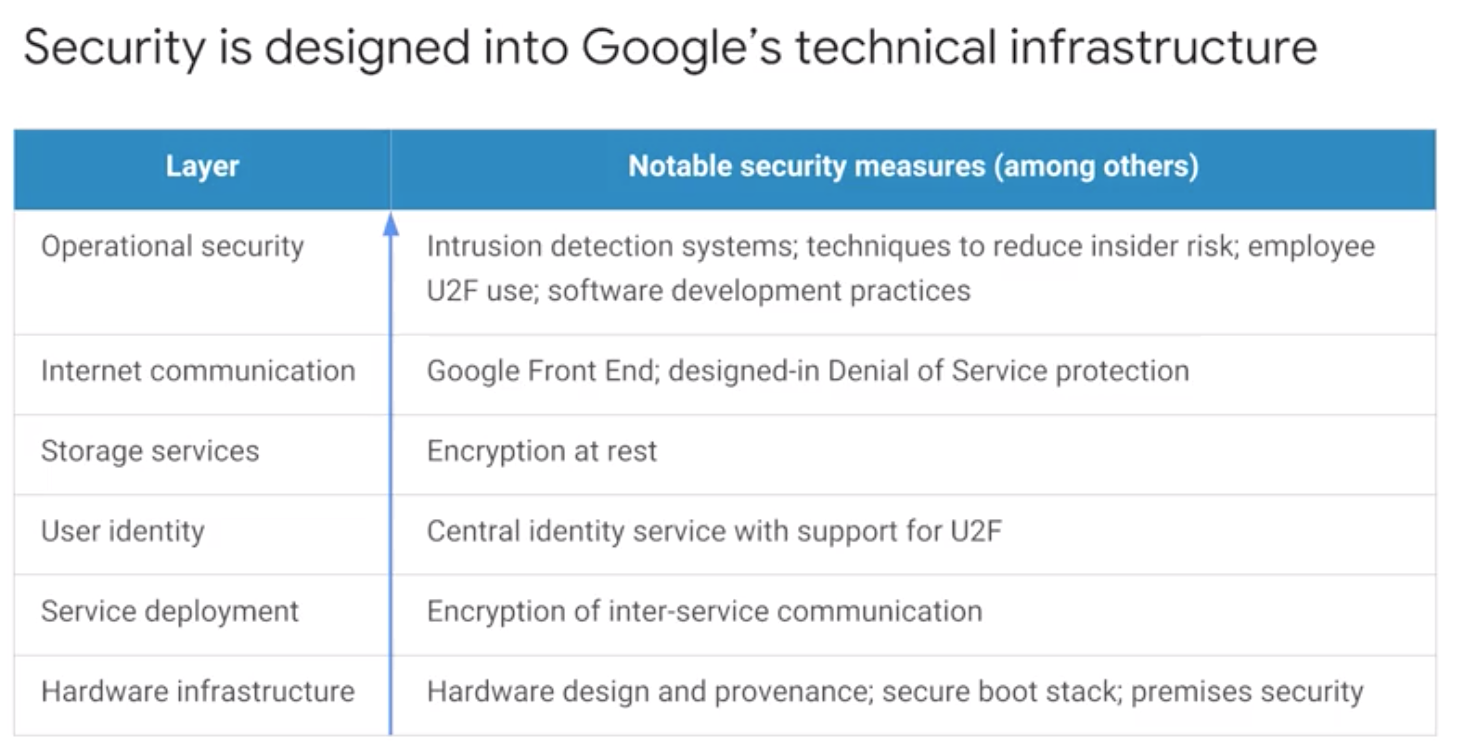 Security is designed into Google’s technical infrastructure
Layer
Notable security measures (among others)
Operational security
Intrusion detection systems; techniques to reduce insider risk; employee
U2F use; software development practices
Internet communication
Google Front End; designed-in Denial of Service protection
Storage services
Encryption at rest
User identity
Central identity service with support for U2F
Service deployment
Encryption of inter-service communication
Hardware infrastructure
Hardware design and provenance; secure boot stack; premises security